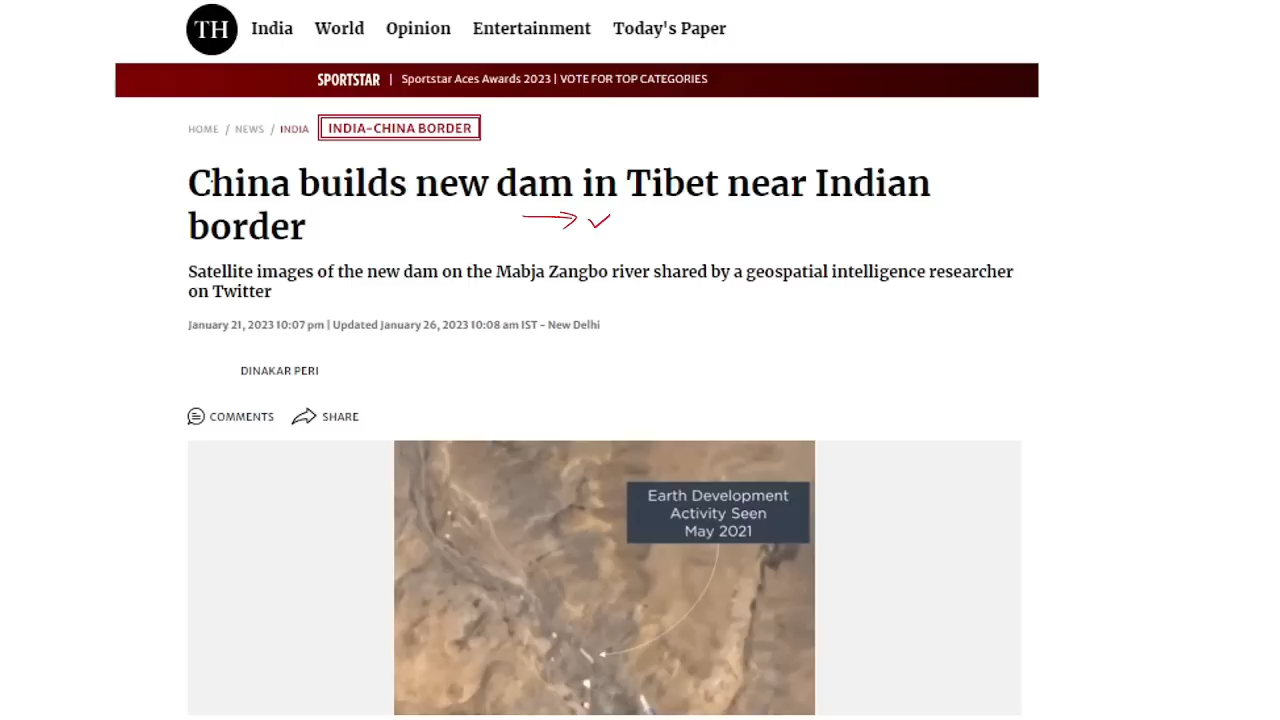 TH India World Opinion Entertainment Today's Paper
SPORTSTAR | Sportstar Aces Awards 2023 | VOTE FOR TOP CATEGORIES
HOME / NEWS / INDIA INDIA-CHINA BORDER
China builds new dam in Tibet near Indian
border
Satellite images of the new dam on the Mabja Zangbo river shared by a geospatial intelligence researcher
on Twitter
January 21, 2023 10:07 pm | Updated January 26, 2023 10:08 am IST - New Delhi
DINAKAR PERI
COMMENTS SHARE
Earth Development
Activity Seen
May 2021